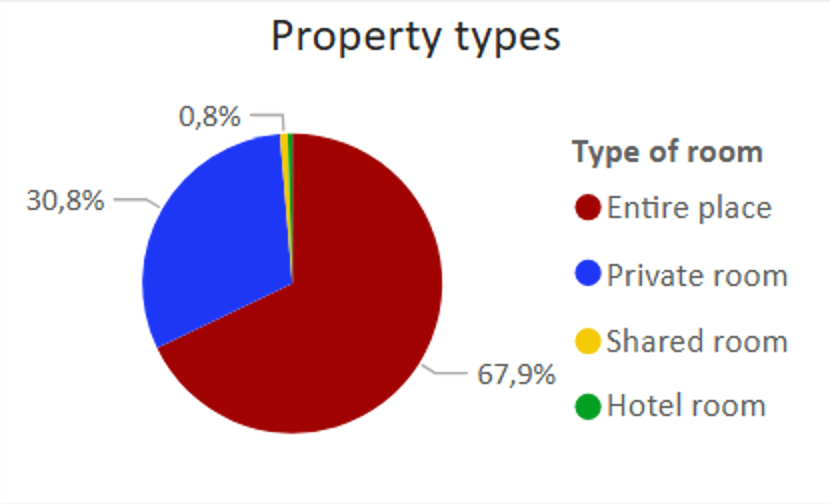 Property types
0,8%
30,8%
67,9%
Type of room
Entire place
Private room
Shared room
Hotel room